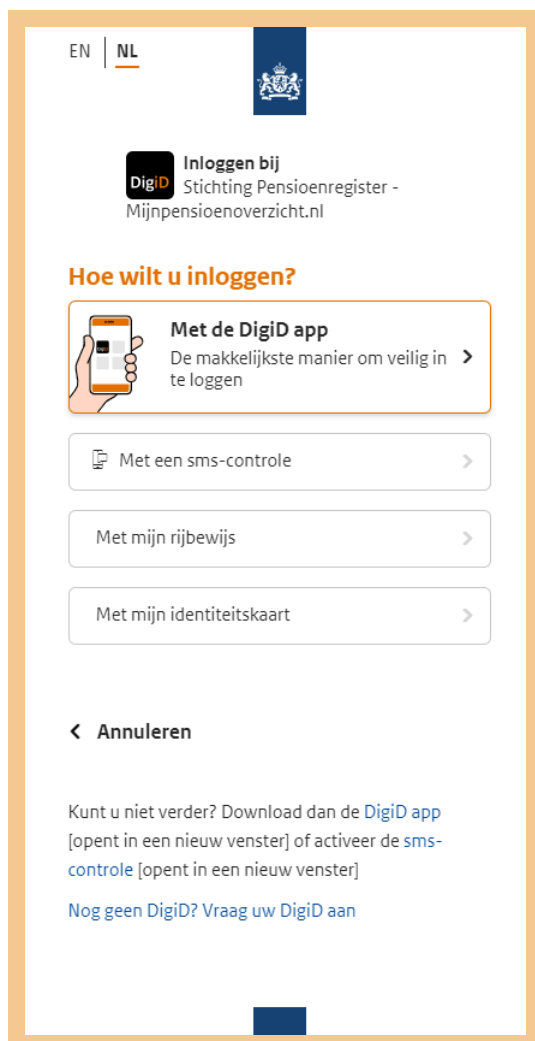 EN | NL
Inloggen bij
DigiD Stichting Pensioenregister -
Mijnpensioenoverzicht.nl
Hoe wilt u inloggen?
Met de DigiD app
De makkelijkste manier om veilig in
te loggen
Met een sms-controle
Met mijn rijbewijs
Met mijn identiteitskaart
Annuleren
Kunt u niet verder? Download dan de DigiD app
[opent in een nieuw venster] of activeer de sms-
controle [opent in een nieuw venster]
Nog geen DigiD? Vraag uw DigiD aan